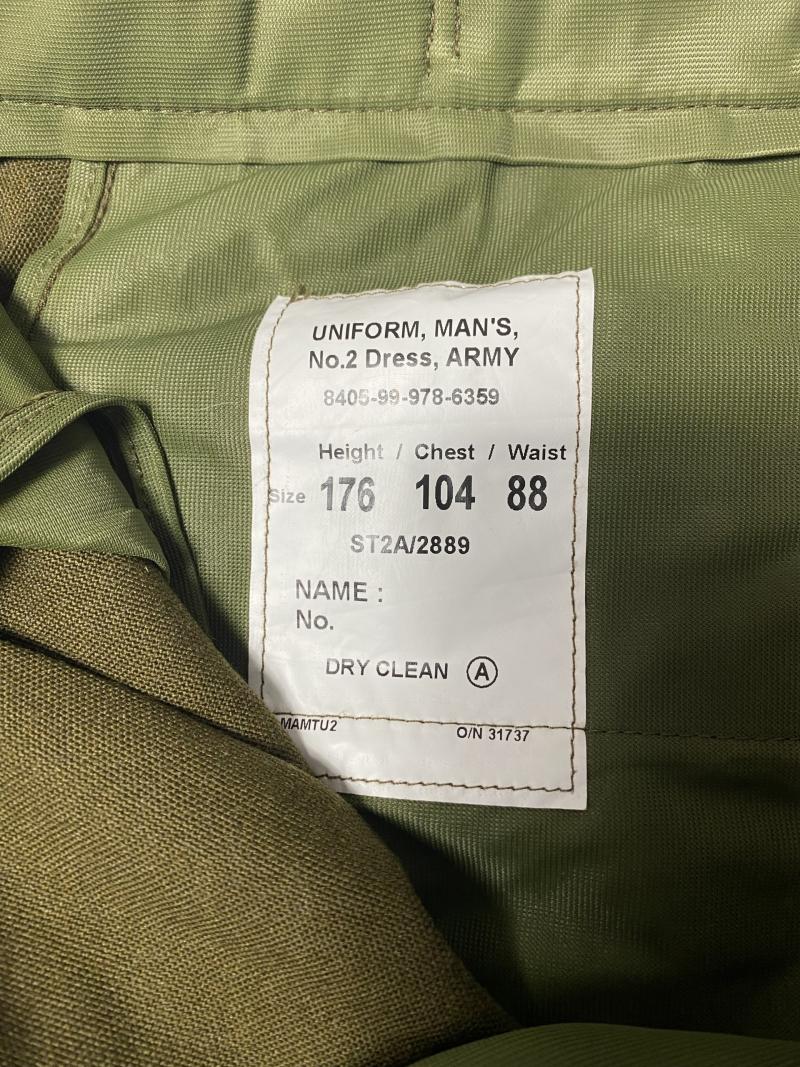 UNIFORM, MAN'S,
No.2 Dress, ARMY
8405-99-978-6359
Height / Chest / Waist
Size 176 104 88
ST2A/2889
NAME :
No.
DRY CLEAN Ⓐ
MAMTU2 O/N 31737